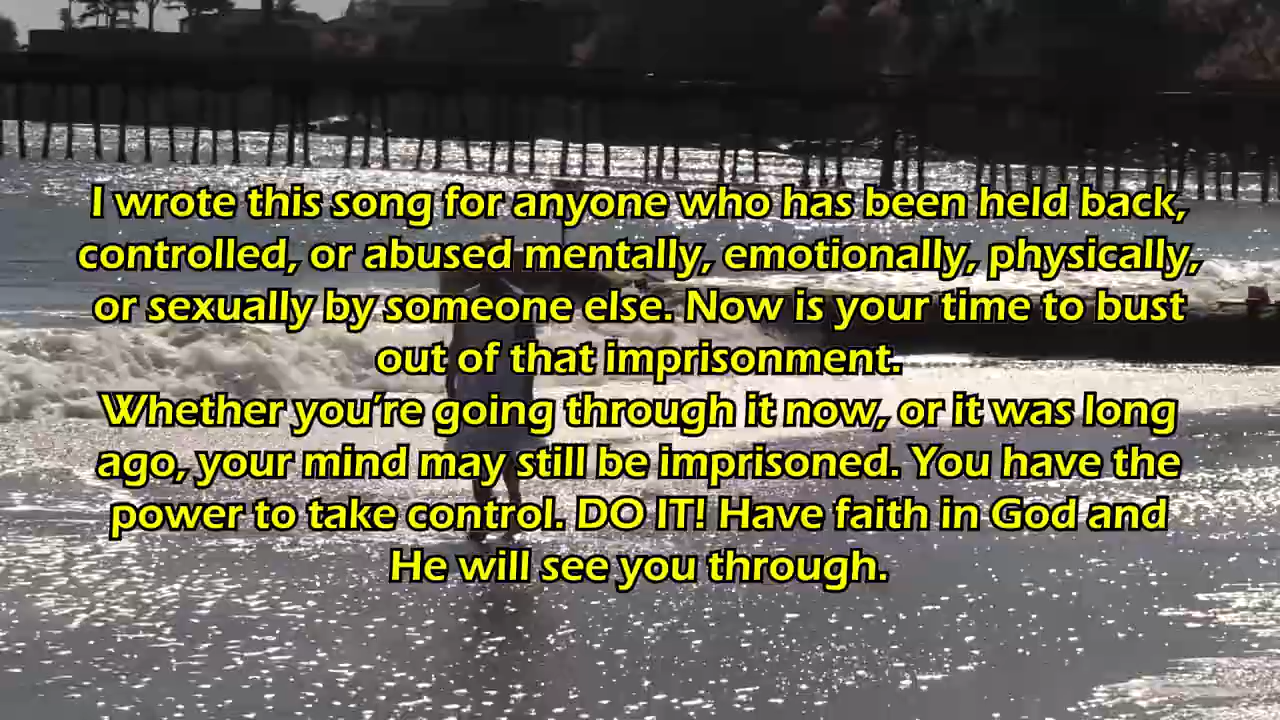 I wrote this song for anyone who has been held back,
controlled, or abused mentally, emotionally, physically,
or sexually by someone else. Now is your time to bust
out of that imprisonment.
Whether you’re going through it now, or it was long
ago, your mind may still be imprisoned. You have the
power to take control. DO IT! Have faith in God and
He will see you through.